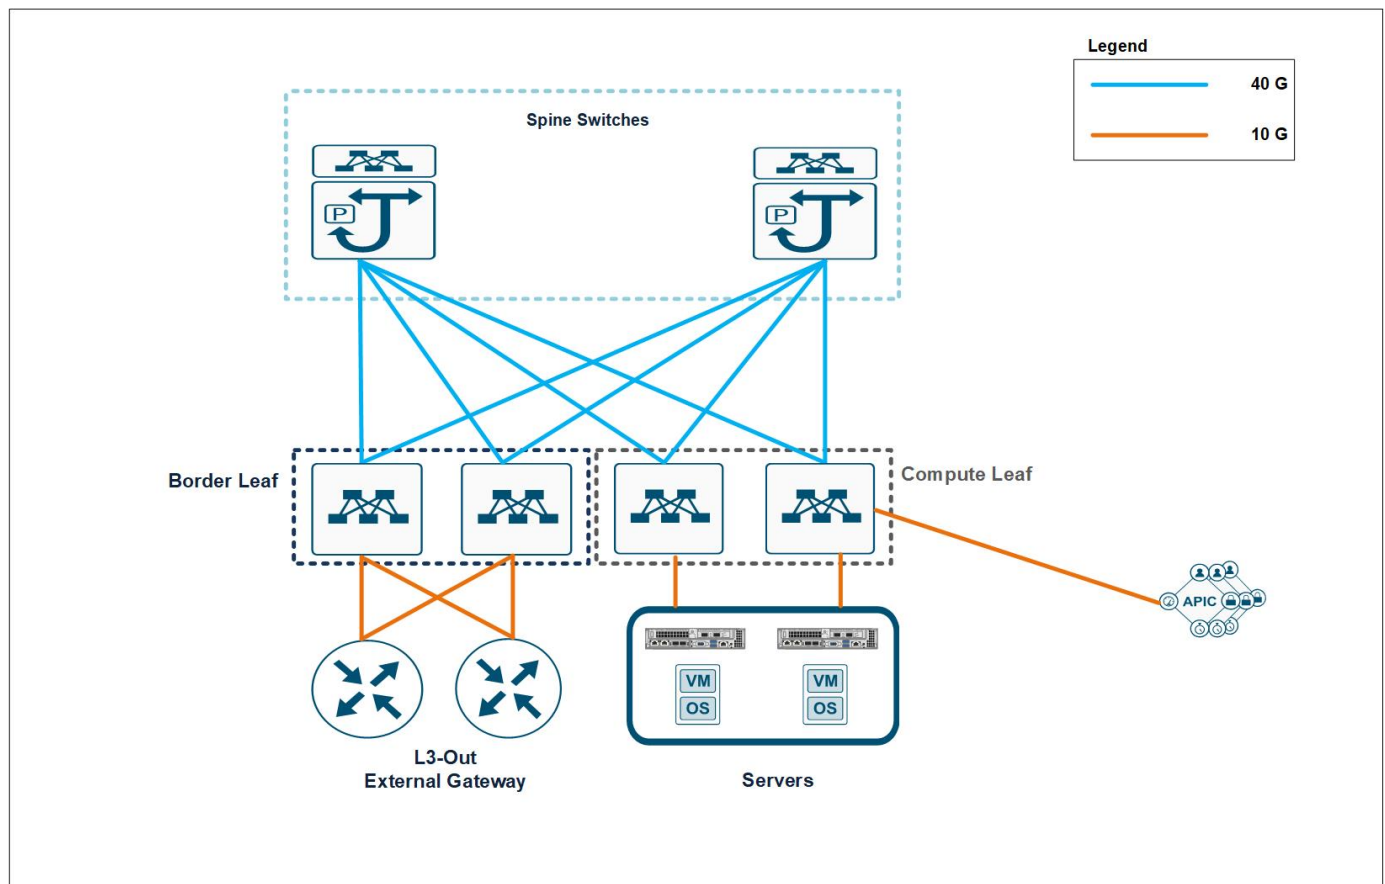 Legend
40 G
10 G
Spine Switches
P
P
Border Leaf
Compute Leaf
APIC
VM
OS
VM
OS
L3-Out
External Gateway
Servers